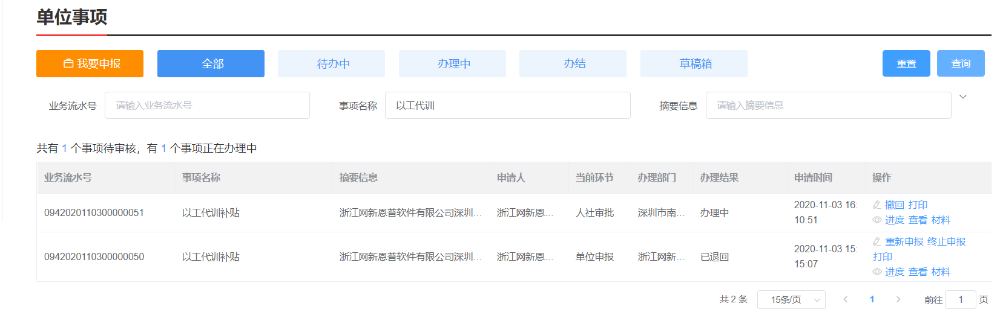 单位事项
我要申报 全部 待办中 办理中 办结 草稿箱 重置 查询
业务流水号 请输入业务流水号 事项名称 以工代训 摘要信息 请输入摘要信息
共有 1 个事项待审核，有 1 个事项正在办理中
业务流水号 事项名称 摘要信息 申请人 当前环节 办理部门 办理结果 申请时间 操作
0942020110300000051 以工代训补贴 浙江网新恩普软件有限公司深圳... 浙江网新恩... 人社审批 深圳市南... 办理中 2020-11-03 16:10:51 撤回 打印
进度 查看 材料
0942020110300000050 以工代训补贴 浙江网新恩普软件有限公司深圳... 浙江网新恩... 单位申报 浙江网新... 已退回 2020-11-03 15:15:07 重新申报 终止申报
打印
进度 查看 材料
共 2 条 15条/页 1 前往 1 页